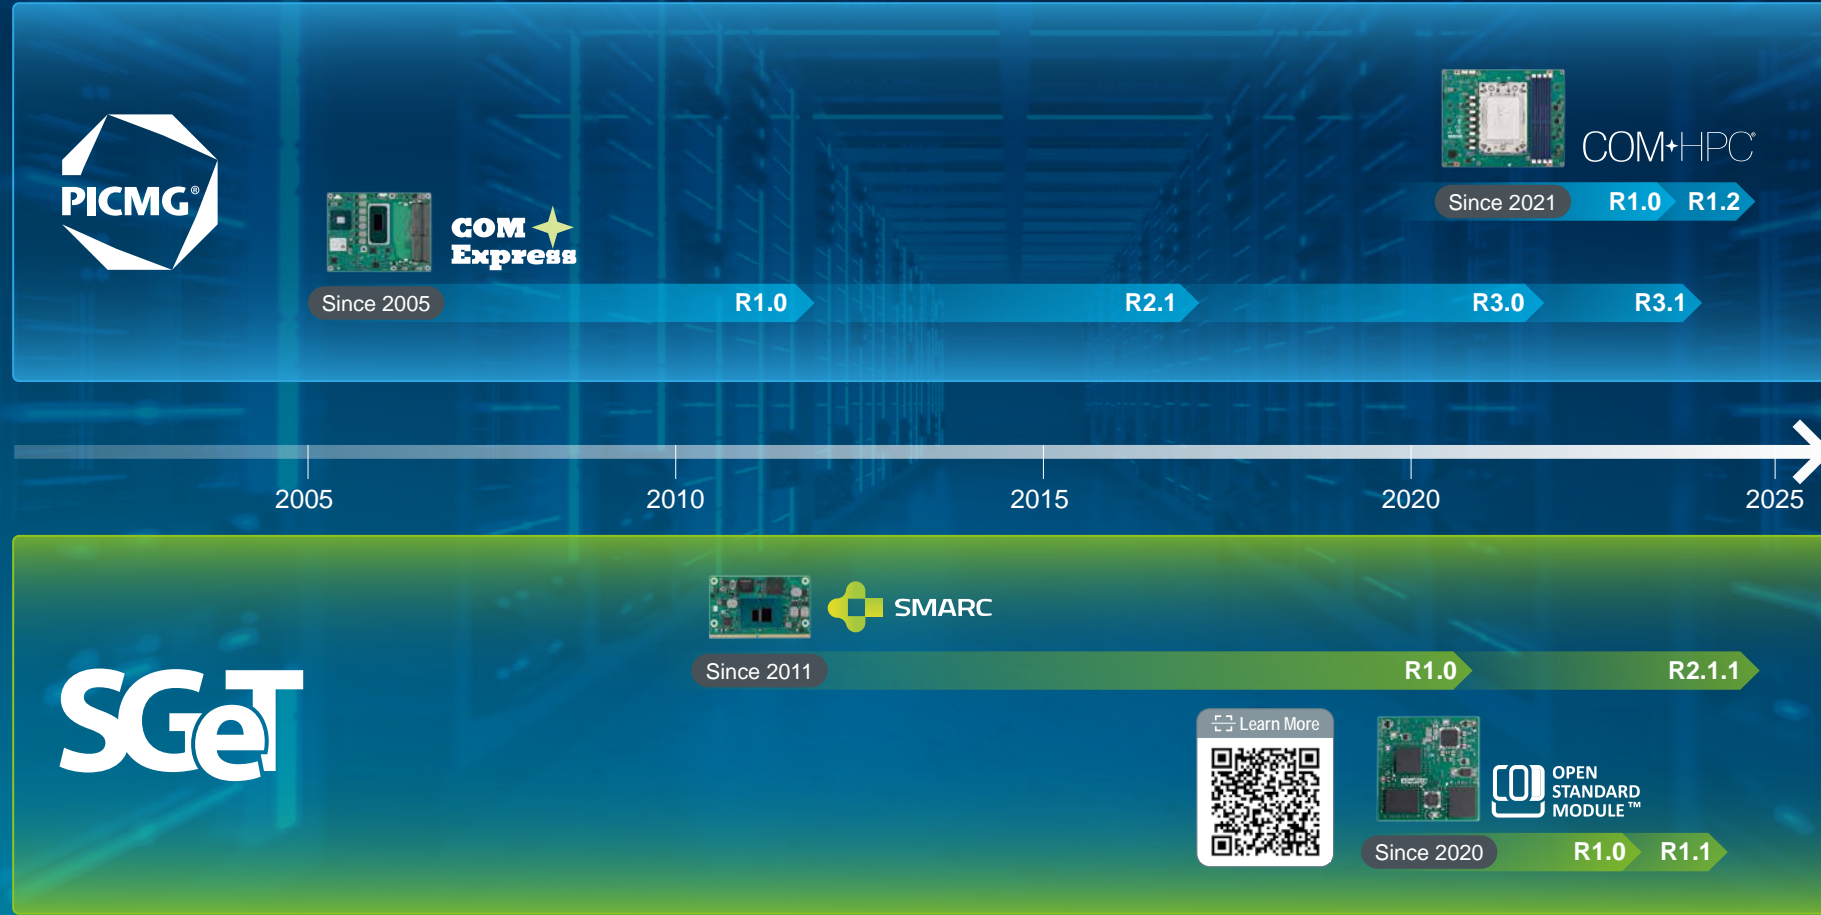 COM+HPC®
PICMG®
Since 2021 R1.0 R1.2
COM
Express
Since 2005 R1.0 R2.1 R3.0 R3.1
2005 2010 2015 2020 2025
SMARC
Since 2011 R1.0 R2.1.1
SGeT
Learn More
OPEN
STANDARD
MODULE™
Since 2020 R1.0 R1.1